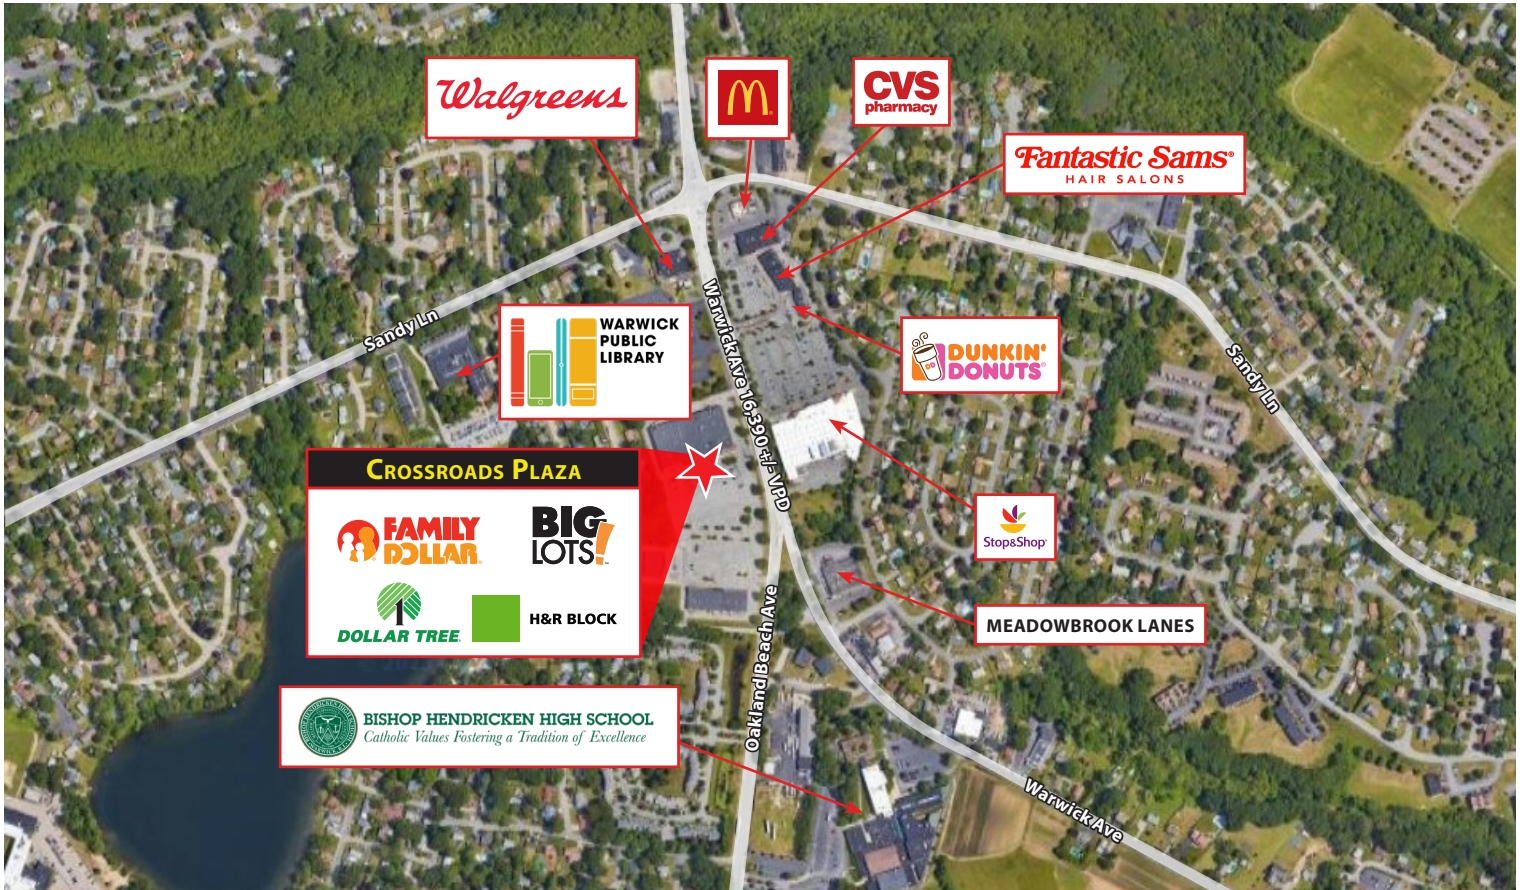 Walgreens
M
CVS
pharmacy
Fantastic Sams®
HAIR SALONS
Sandy Ln
WARWICK
PUBLIC
LIBRARY
Warwick Ave 16,390 +/- VPD
DD
DUNKIN'
DONUTS®
Sandy Ln
CROSSROADS PLAZA
FAMILY
DOLLAR®
BIG
LOTS!™
DOLLAR TREE®
H&R BLOCK
Stop&Shop®
MEADOWBROOK LANES
Oakland Beach Ave
BISHOP HENDRICKEN HIGH SCHOOL
Catholic Values Fostering a Tradition of Excellence
Warwick Ave